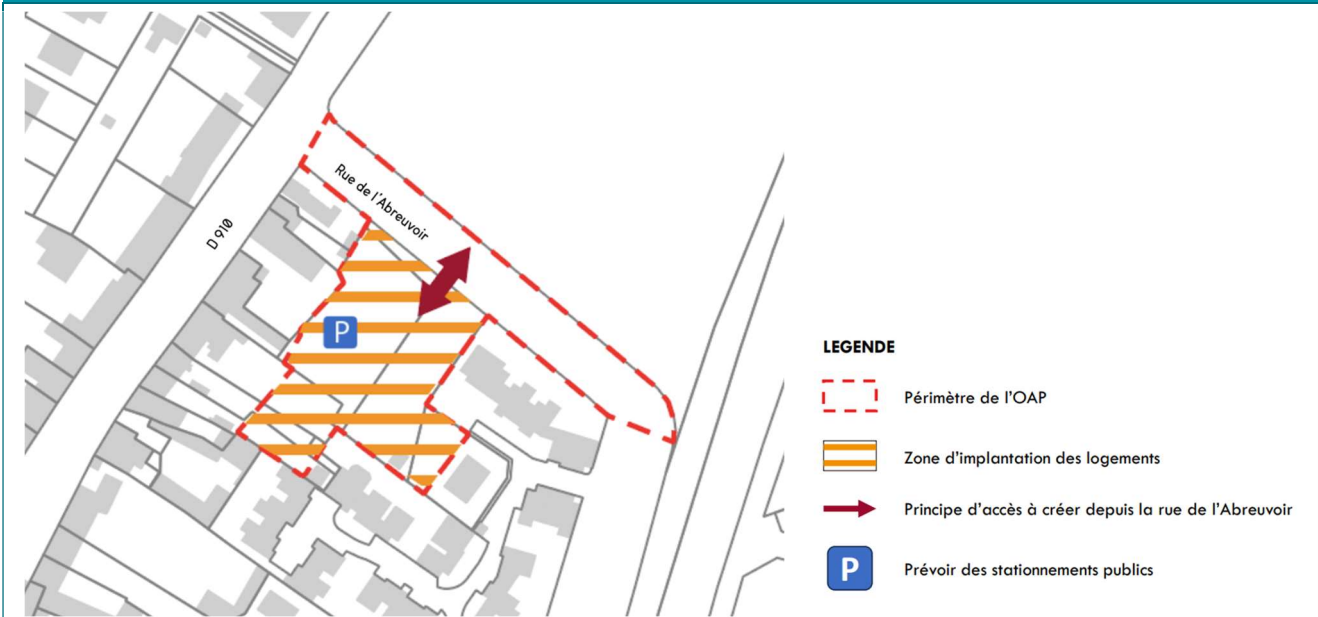 Rue de l'Abreuvoir
D 910
P
LEGENDE
Périmètre de l'OAP
Zone d'implantation des logements
Principe d'accès à créer depuis la rue de l'Abreuvoir
P
Prévoir des stationnements publics